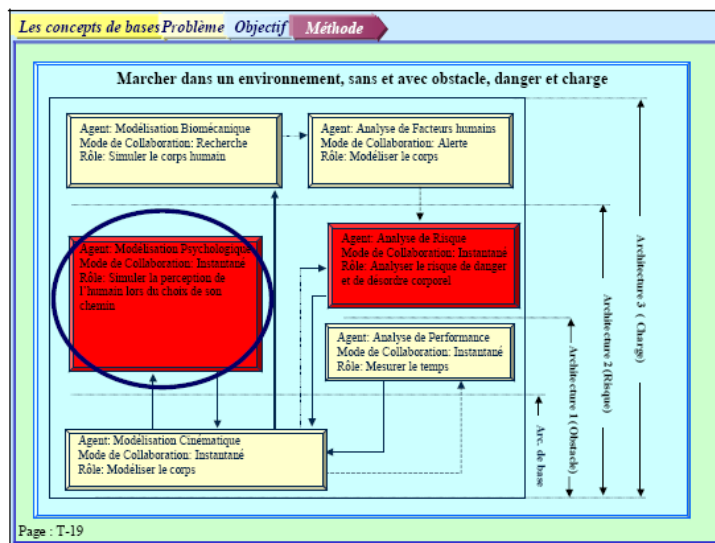 Les concepts de bases Problème Objectif Méthode
Marcher dans un environnement, sans et avec obstacle, danger et charge
Agent: Modélisation Biomécanique
Mode de Collaboration: Recherche
Rôle: Simuler le corps humain
Agent: Analyse de Facteurs humains
Mode de Collaboration: Alerte
Rôle: Modéliser le corps
Agent: Modélisation Psychologique
Mode de Collaboration: Instantané
Rôle: Simuler la perception de
l'humain lors du choix de son
chemin
Agent: Analyse de Risque
Mode de Collaboration: Instantané
Rôle: Analyser le risque de danger
et de désordre corporel
Agent: Analyse de Performance
Mode de Collaboration: Instantané
Rôle: Mesurer le temps
Agent: Modélisation Cinématique
Mode de Collaboration: Instantané
Rôle: Modéliser le corps
Arc. de base
Architecture 1 (Obstacle)
Architecture 2 (Risque)
Architecture 3 ( Charge)
Page : T-19